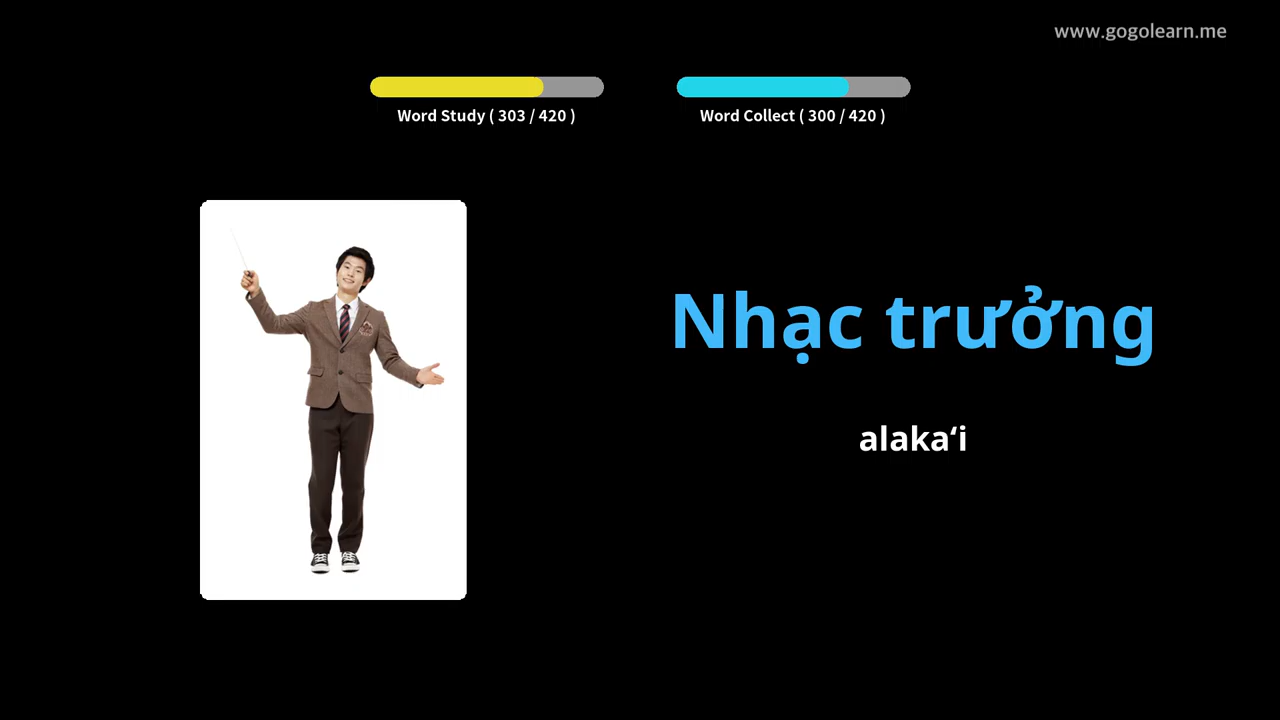 www.gogolearn.me
Word Study ( 303 / 420 )
Word Collect ( 300 / 420 )
Nhạc trưởng
alakaʻi